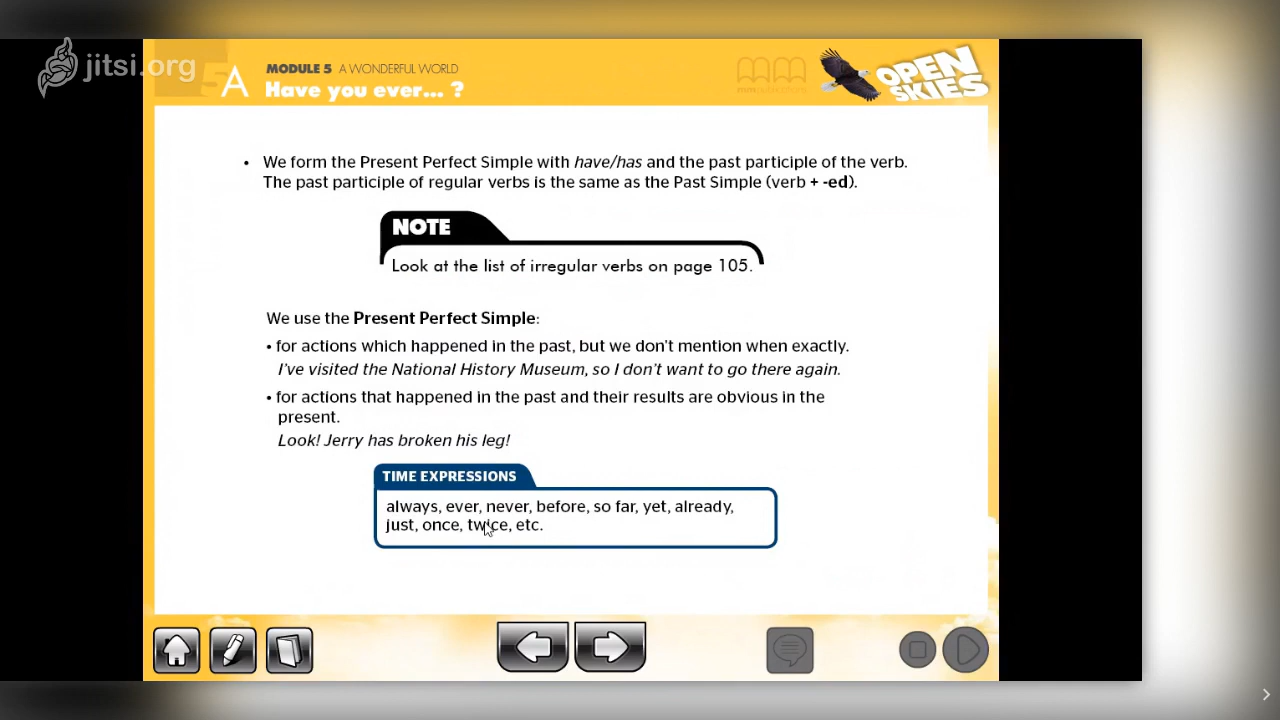 jitsi.org
5A
MODULE 5 A WONDERFUL WORLD
Have you ever... ?
mm publications
OPEN
SKIES
• We form the Present Perfect Simple with have/has and the past participle of the verb.
The past participle of regular verbs is the same as the Past Simple (verb + -ed).
NOTE
Look at the list of irregular verbs on page 105.
We use the Present Perfect Simple:
• for actions which happened in the past, but we don't mention when exactly.
I've visited the National History Museum, so I don't want to go there again.
• for actions that happened in the past and their results are obvious in the
present.
Look! Jerry has broken his leg!
TIME EXPRESSIONS
always, ever, never, before, so far, yet, already,
just, once, twice, etc.